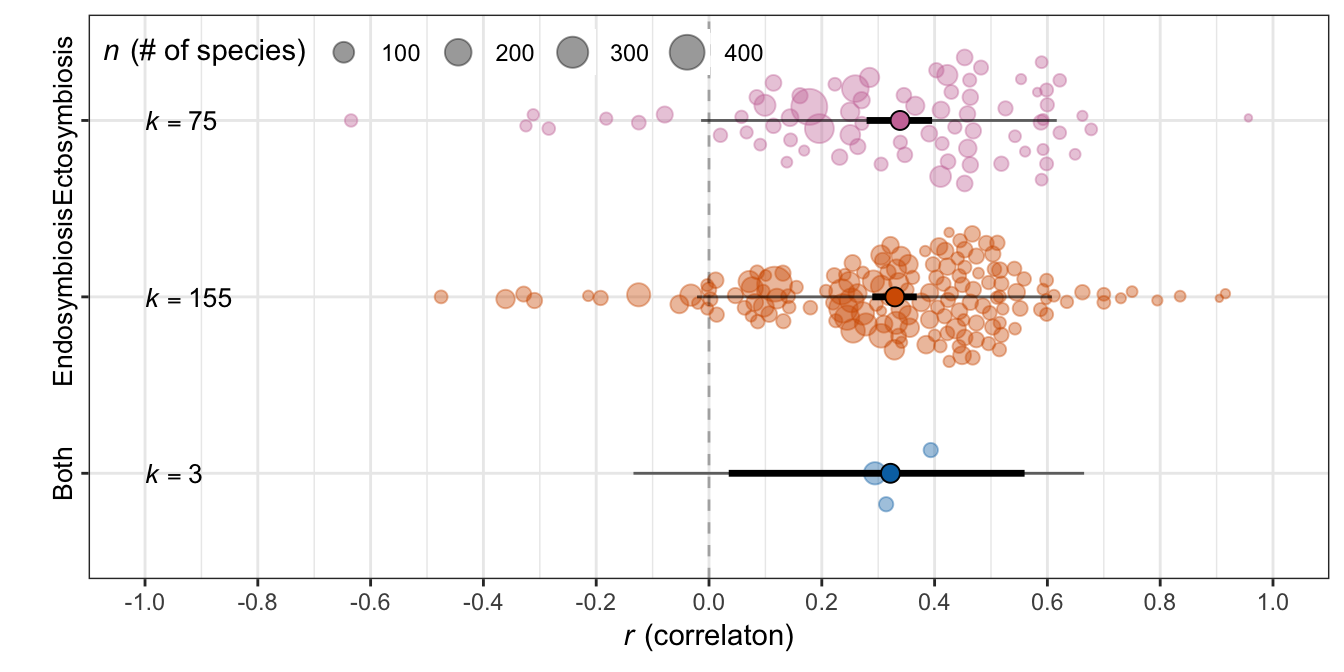 n (# of species) 100 200 300 400
Ectosymbiosis
k = 75
Endosymbiosis
k = 155
Both
k = 3
-1.0 -0.8 -0.6 -0.4 -0.2 0.0 0.2 0.4 0.6 0.8 1.0
r (correlaton)